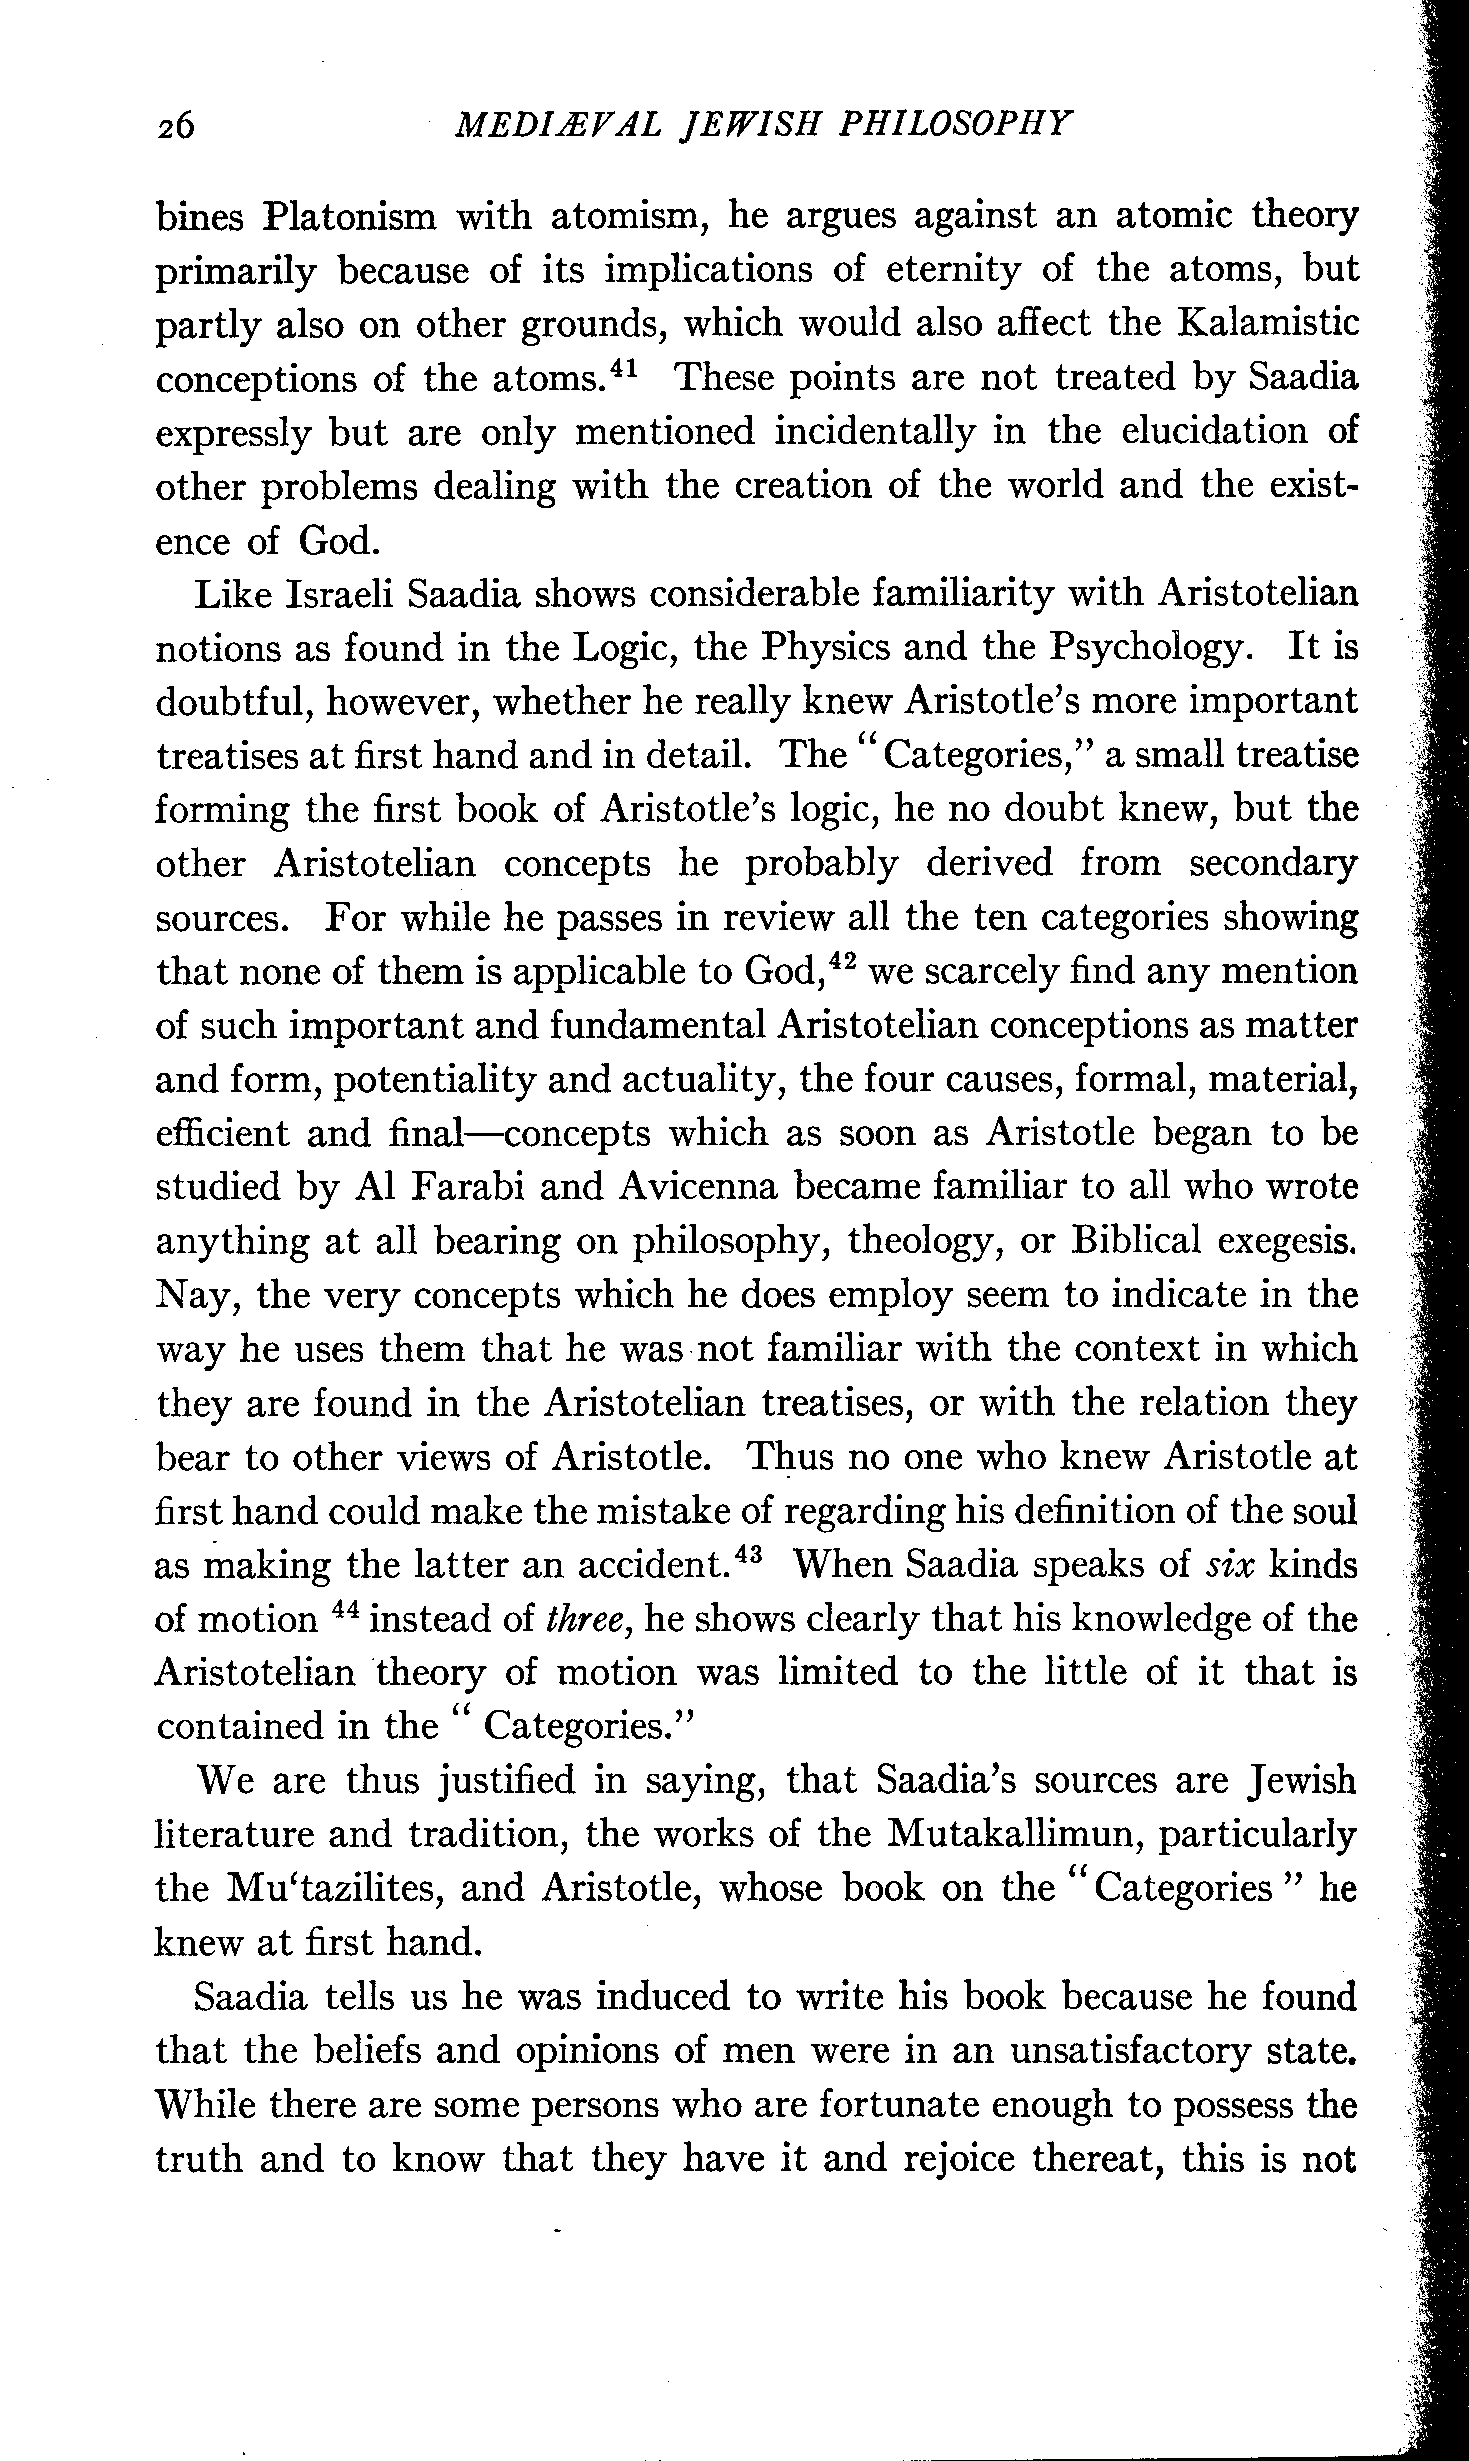 26 MEDIÆVAL JEWISH PHILOSOPHY
bines Platonism with atomism, he argues against an atomic theory
primarily because of its implications of eternity of the atoms, but
partly also on other grounds, which would also affect the Kalamistic
conceptions of the atoms.⁴¹ These points are not treated by Saadia
expressly but are only mentioned incidentally in the elucidation of
other problems dealing with the creation of the world and the exist-
ence of God.
Like Israeli Saadia shows considerable familiarity with Aristotelian
notions as found in the Logic, the Physics and the Psychology. It is
doubtful, however, whether he really knew Aristotle's more important
treatises at first hand and in detail. The "Categories," a small treatise
forming the first book of Aristotle's logic, he no doubt knew, but the
other Aristotelian concepts he probably derived from secondary
sources. For while he passes in review all the ten categories showing
that none of them is applicable to God,⁴² we scarcely find any mention
of such important and fundamental Aristotelian conceptions as matter
and form, potentiality and actuality, the four causes, formal, material,
efficient and final—concepts which as soon as Aristotle began to be
studied by Al Farabi and Avicenna became familiar to all who wrote
anything at all bearing on philosophy, theology, or Biblical exegesis.
Nay, the very concepts which he does employ seem to indicate in the
way he uses them that he was not familiar with the context in which
they are found in the Aristotelian treatises, or with the relation they
bear to other views of Aristotle. Thus no one who knew Aristotle at
first hand could make the mistake of regarding his definition of the soul
as making the latter an accident.⁴³ When Saadia speaks of six kinds
of motion ⁴⁴ instead of three, he shows clearly that his knowledge of the
Aristotelian theory of motion was limited to the little of it that is
contained in the " Categories."
We are thus justified in saying, that Saadia's sources are Jewish
literature and tradition, the works of the Mutakallimun, particularly
the Mu‘tazilites, and Aristotle, whose book on the "Categories " he
knew at first hand.
Saadia tells us he was induced to write his book because he found
that the beliefs and opinions of men were in an unsatisfactory state.
While there are some persons who are fortunate enough to possess the
truth and to know that they have it and rejoice thereat, this is not